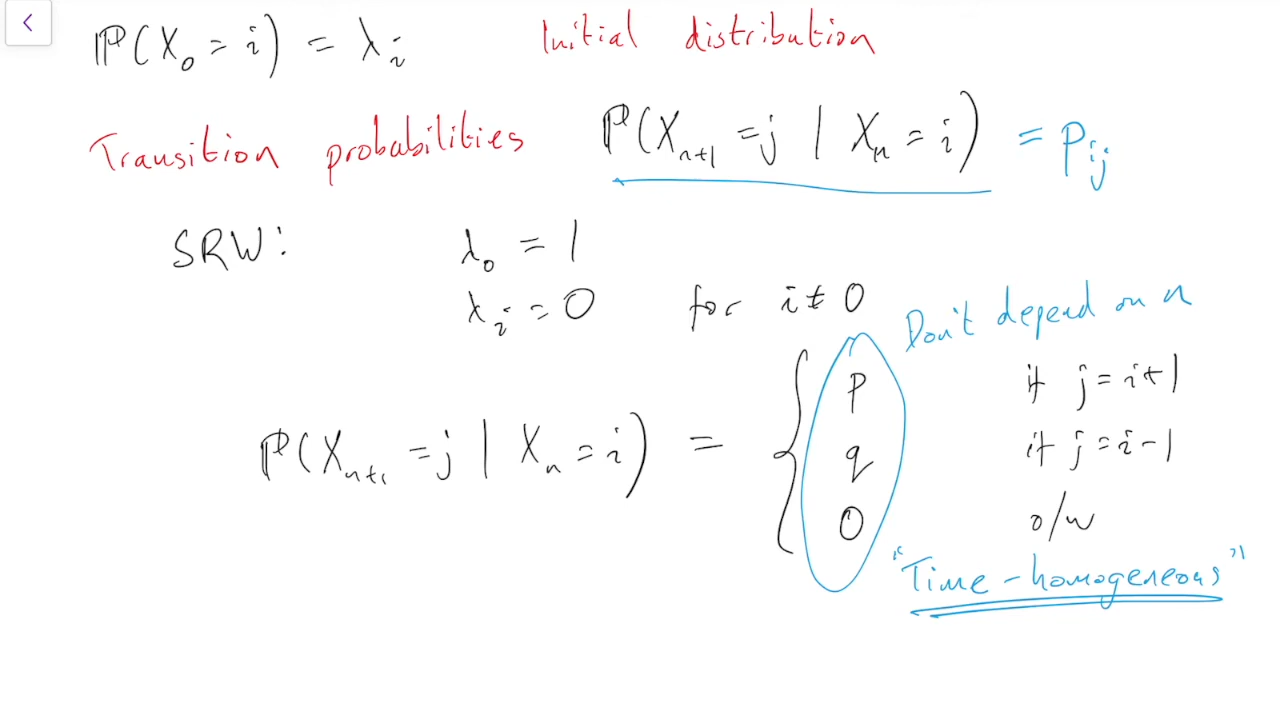 ℙ(X₀ = i) = λᵢ Initial distribution
Transition probabilities ℙ(Xₙ₊₁ = j | Xₙ = i) = pᵢⱼ
SRW: λ₀ = 1
λᵢ = 0 for i ≠ 0
Don't depend on n
ℙ(Xₙ₊₁ = j | Xₙ = i) = {
p if j = i+1
q if j = i-1
0 o/w
"Time-homogeneous"